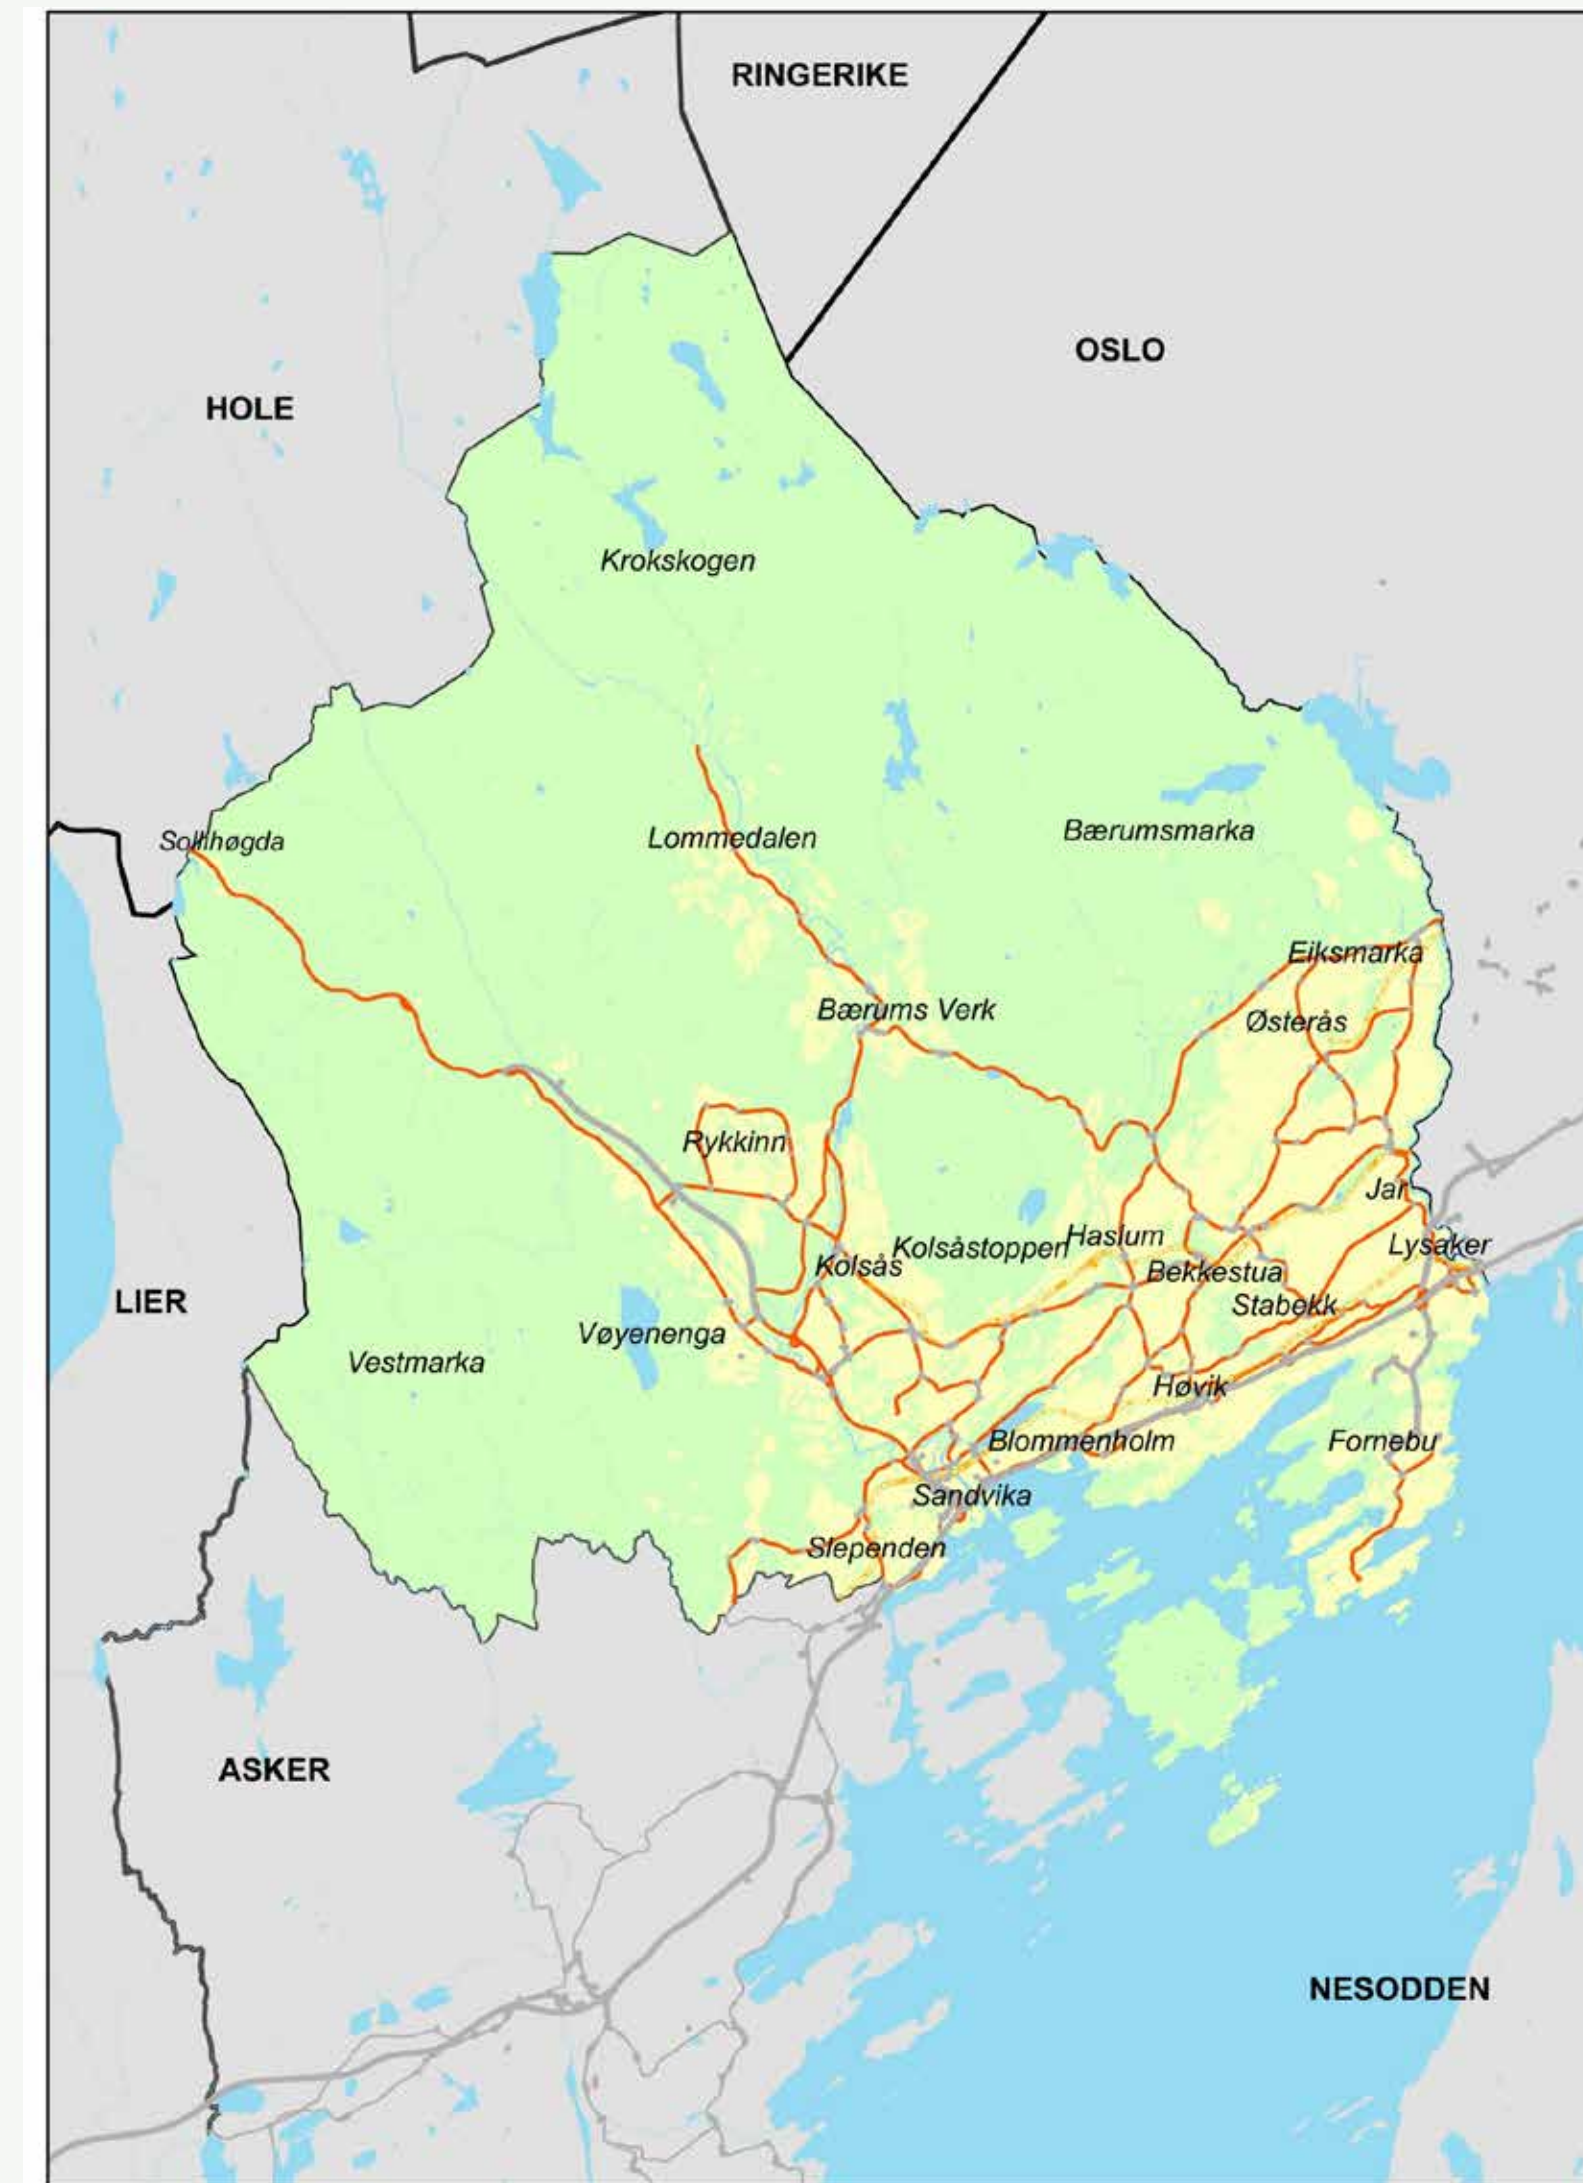 RINGERIKE
OSLO
HOLE
Krokskogen
Sollihøgda
Lommedalen
Bærumsmarka
Eiksmarka
Bærums Verk
Østerås
Rykkinn
Jar
Haslum
Kolsåstoppen
Lysaker
Kolsås
Bekkestua
LIER
Stabekk
Vøyenenga
Vestmarka
Høvik
Blommenholm
Fornebu
Sandvika
Slependen
ASKER
NESODDEN